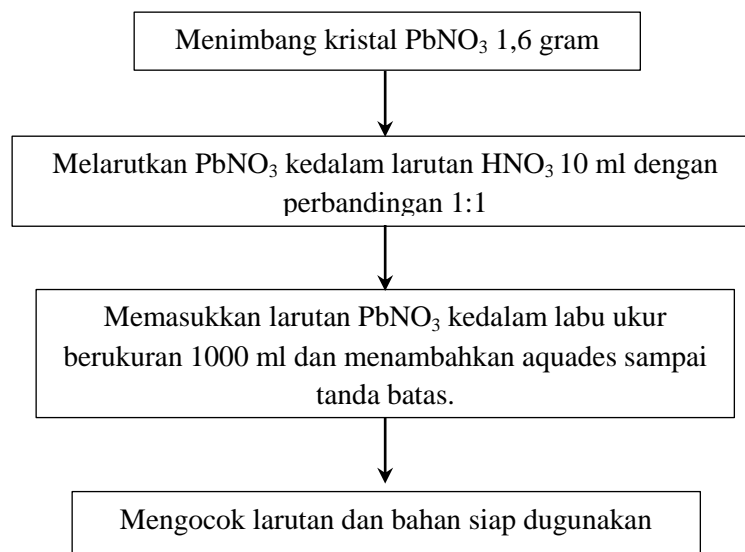 Menimbang kristal PbNO₃ 1,6 gram
Melarutkan PbNO₃ kedalam larutan HNO₃ 10 ml dengan
perbandingan 1:1
Memasukkan larutan PbNO₃ kedalam labu ukur
berukuran 1000 ml dan menambahkan aquades sampai
tanda batas.
Mengocok larutan dan bahan siap dugunakan